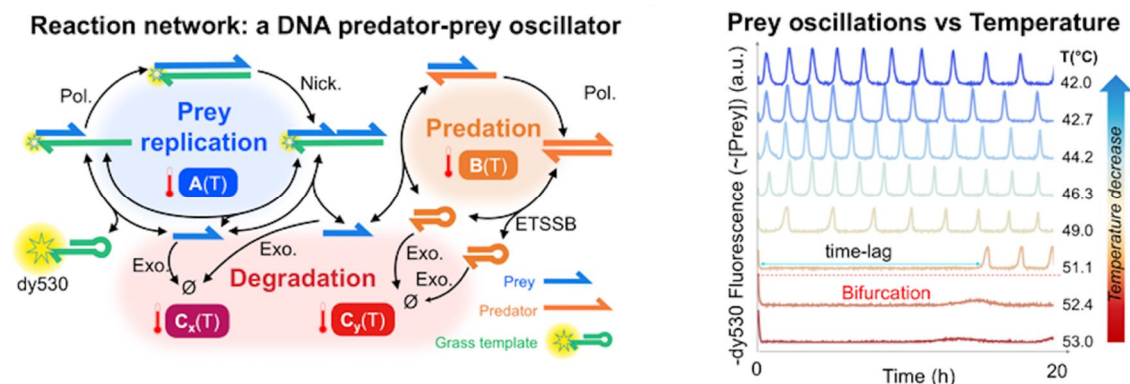 Reaction network: a DNA predator-prey oscillator
Pol.
Nick.
Prey
replication
A(T)
Predation
B(T)
Pol.
ETSSB
dy530
Exo.
Exo.
Exo.
Exo.
Degradation
Ø
Ø
Cx(T)
Cy(T)
Prey
Predator
Grass template
Prey oscillations vs Temperature
-dy530 Fluorescence (~[Prey]) (a.u.)
T(°C)
42.0
42.7
44.2
46.3
49.0
time-lag
51.1
Bifurcation
52.4
53.0
Temperature decrease
0
Time (h)
20